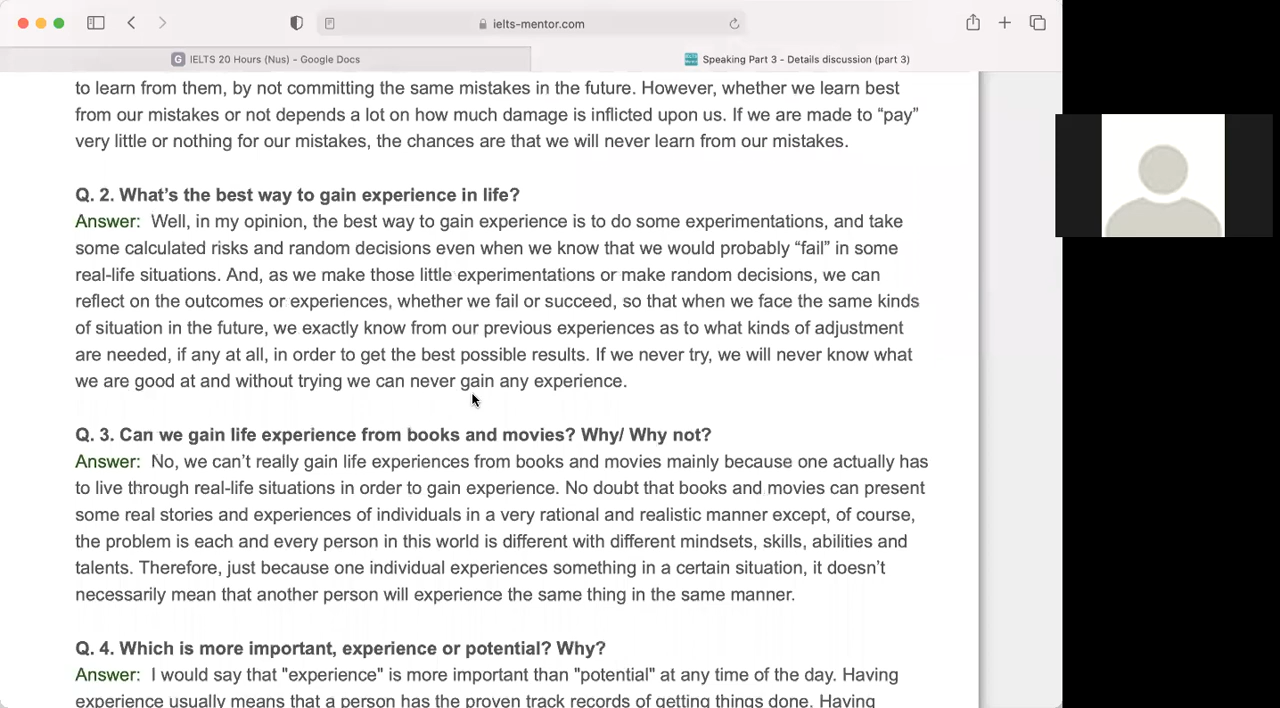 ielts-mentor.com
G IELTS 20 Hours (Nus) – Google Docs
Speaking Part 3 - Details discussion (part 3)
to learn from them, by not committing the same mistakes in the future. However, whether we learn best
from our mistakes or not depends a lot on how much damage is inflicted upon us. If we are made to “pay”
very little or nothing for our mistakes, the chances are that we will never learn from our mistakes.
Q. 2. What’s the best way to gain experience in life?
Answer: Well, in my opinion, the best way to gain experience is to do some experimentations, and take
some calculated risks and random decisions even when we know that we would probably “fail” in some
real-life situations. And, as we make those little experimentations or make random decisions, we can
reflect on the outcomes or experiences, whether we fail or succeed, so that when we face the same kinds
of situation in the future, we exactly know from our previous experiences as to what kinds of adjustment
are needed, if any at all, in order to get the best possible results. If we never try, we will never know what
we are good at and without trying we can never gain any experience.
Q. 3. Can we gain life experience from books and movies? Why/ Why not?
Answer: No, we can’t really gain life experiences from books and movies mainly because one actually has
to live through real-life situations in order to gain experience. No doubt that books and movies can present
some real stories and experiences of individuals in a very rational and realistic manner except, of course,
the problem is each and every person in this world is different with different mindsets, skills, abilities and
talents. Therefore, just because one individual experiences something in a certain situation, it doesn’t
necessarily mean that another person will experience the same thing in the same manner.
Q. 4. Which is more important, experience or potential? Why?
Answer: I would say that "experience" is more important than "potential" at any time of the day. Having
experience usually means that a person has the proven track records of getting things done. Having